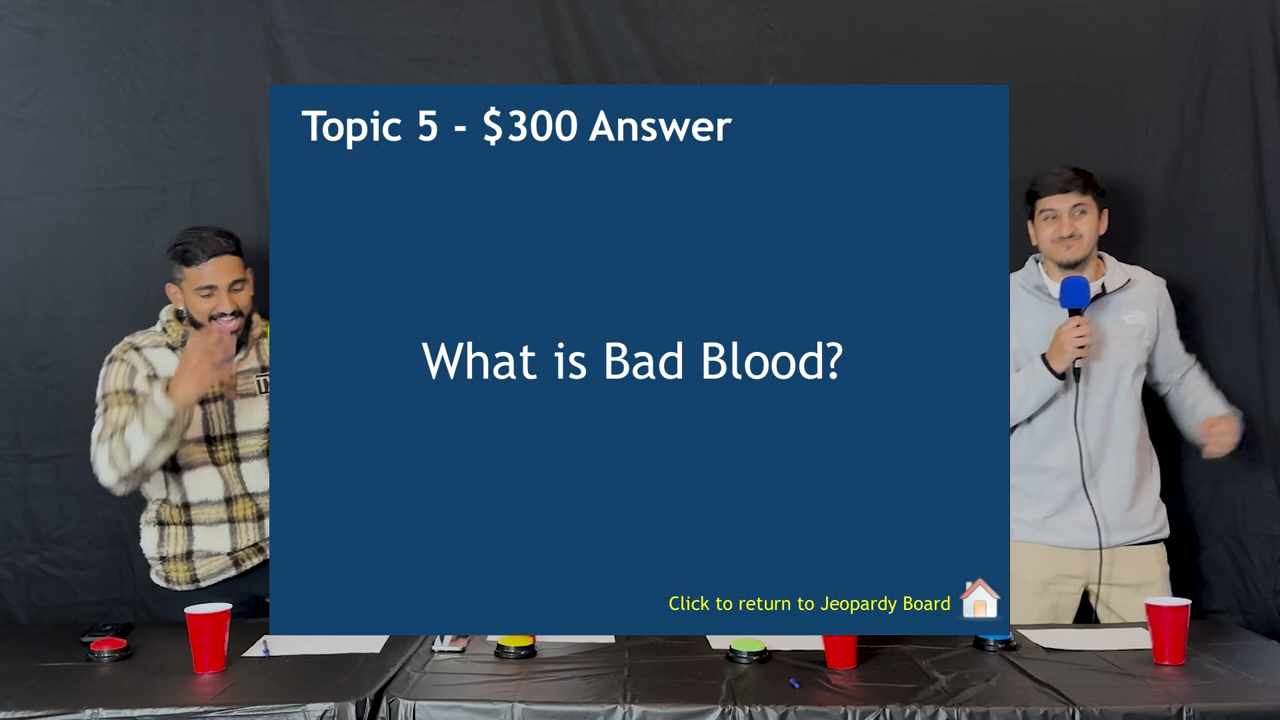 Topic 5 - $300 Answer
What is Bad Blood?
Click to return to Jeopardy Board